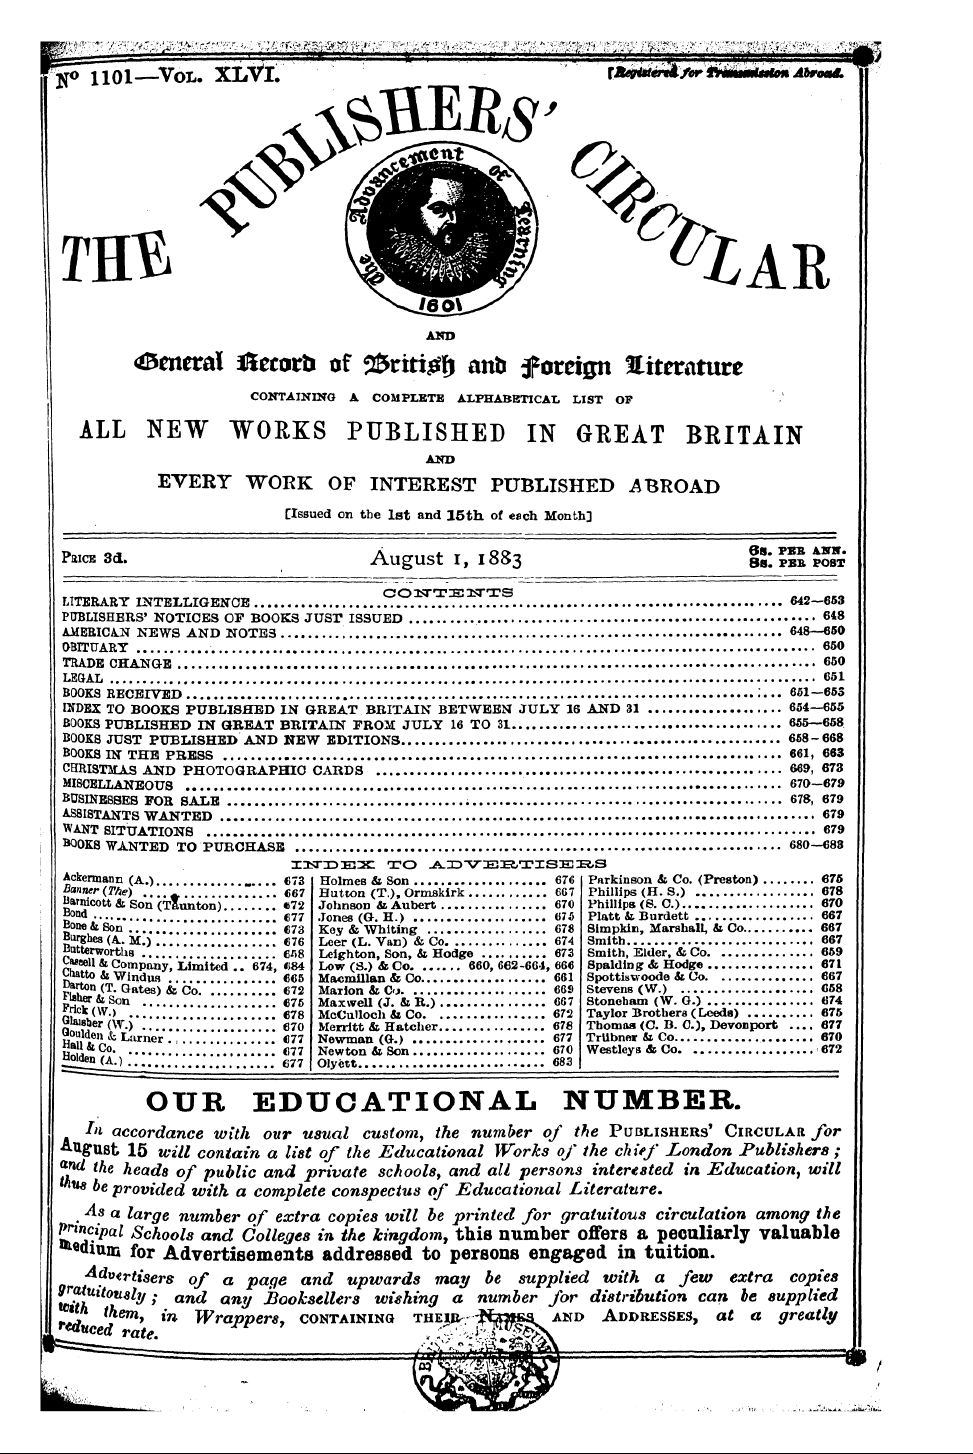 No 1101—VOL. XLVI.
[Registered for Transmission Abroad.
THE PUBLISHERS' CIRCULAR
The Advancement of Learning
1601
AND
General Record of British and Foreign Literature
CONTAINING A COMPLETE ALPHABETICAL LIST OF
ALL NEW WORKS PUBLISHED IN GREAT BRITAIN
AND
EVERY WORK OF INTEREST PUBLISHED ABROAD
[Issued on the 1st and 15th of each Month]
PRICE 3d.
August 1, 1883
6s. PER ANN.
8s. PER POST
CONTENTS
LITERARY INTELLIGENCE 642—653
PUBLISHERS' NOTICES OF BOOKS JUST ISSUED 648
AMERICAN NEWS AND NOTES 648—650
OBITUARY 650
TRADE CHANGE 650
LEGAL 651
BOOKS RECEIVED 651—653
INDEX TO BOOKS PUBLISHED IN GREAT BRITAIN BETWEEN JULY 16 AND 31 654—655
BOOKS PUBLISHED IN GREAT BRITAIN FROM JULY 16 TO 31 655—658
BOOKS JUST PUBLISHED AND NEW EDITIONS 658-668
BOOKS IN THE PRESS 661, 663
CHRISTMAS AND PHOTOGRAPHIC CARDS 669, 673
MISCELLANEOUS 670—679
BUSINESSES FOR SALE 678, 679
ASSISTANTS WANTED 679
WANT SITUATIONS 679
BOOKS WANTED TO PURCHASE 680—683
INDEX TO ADVERTISERS
Ackermann (A.) 673
Banner (The) 667
Barnicott & Son (Taunton) 672
Bond 677
Bone & Son 673
Burghes (A. M.) 676
Butterworths 658
Cassell & Company, Limited .. 674, 684
Chatto & Windus 665
Darton (T. Gates) & Co. 672
Fisher & Son 675
Frick (W.) 678
Glaisher (W.) 670
Goulden & Lurner 677
Hall & Co. 677
Holden (A.) 677
Holmes & Son 676
Hutton (T.), Ormskirk 667
Johnson & Aubert 670
Jones (G. H.) 675
Key & Whiting 678
Leer (L. Van) & Co. 674
Leighton, Son, & Hodge 673
Low (S.) & Co. 660, 662-664, 666
Macmillan & Co. 661
Marion & Co. 669
Maxwell (J. & R.) 667
McCulloch & Co. 672
Merritt & Hatcher 678
Newman (G.) 677
Newton & Son 670
Olyett 683
Parkinson & Co. (Preston) 675
Phillips (H. S.) 678
Phillips (S. C.) 670
Platt & Burdett 667
Simpkin, Marshall, & Co. 667
Smith 667
Smith, Elder, & Co. 659
Spalding & Hodge 671
Spottiswoode & Co. 667
Stevens (W.) 658
Stoneham (W. G.) 674
Taylor Brothers (Leeds) 675
Thomas (C. B. C.), Devonport 677
Trübner & Co. 670
Westleys & Co. 672
OUR EDUCATIONAL NUMBER.
In accordance with our usual custom, the number of the PUBLISHERS' CIRCULAR for
August 15 will contain a list of the Educational Works of the chief London Publishers;
and the heads of public and private schools, and all persons interested in Education, will
thus be provided with a complete conspectus of Educational Literature.
As a large number of extra copies will be printed for gratuitous circulation among the
principal Schools and Colleges in the kingdom, this number offers a peculiarly valuable
medium for Advertisements addressed to persons engaged in tuition.
Advertisers of a page and upwards may be supplied with a few extra copies
gratuitously; and any Booksellers wishing a number for distribution can be supplied
with them, in Wrappers, CONTAINING THEIR NAMES AND ADDRESSES, at a greatly
reduced rate.